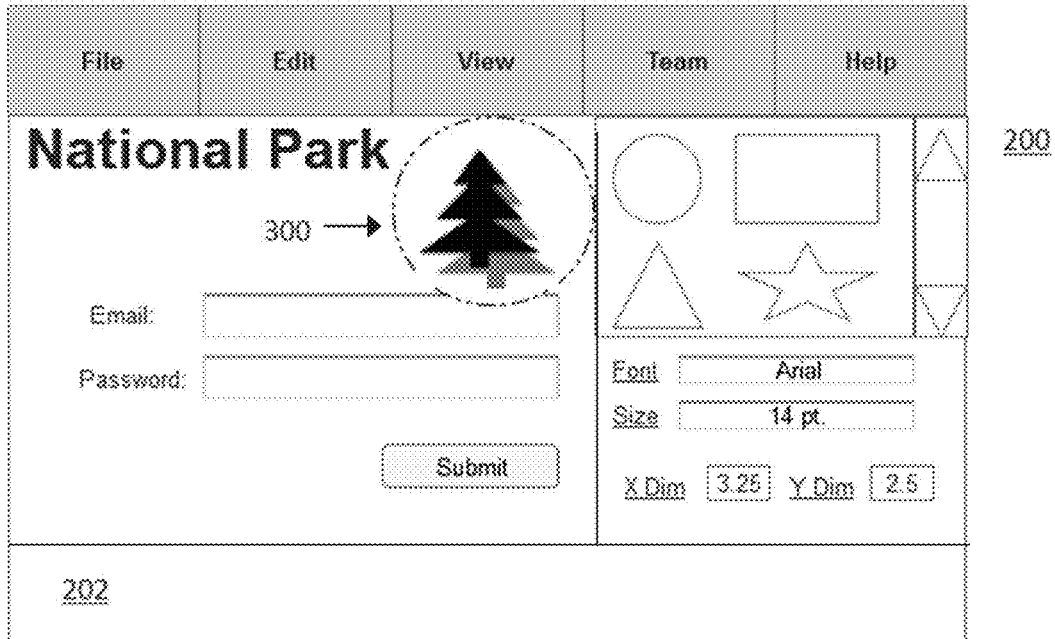 File Edit View Team Help
National Park
200
300
Email:
Password:
Submit
Font Arial
Size 14 pt.
X Dim 3.25 Y Dim 2.5
202